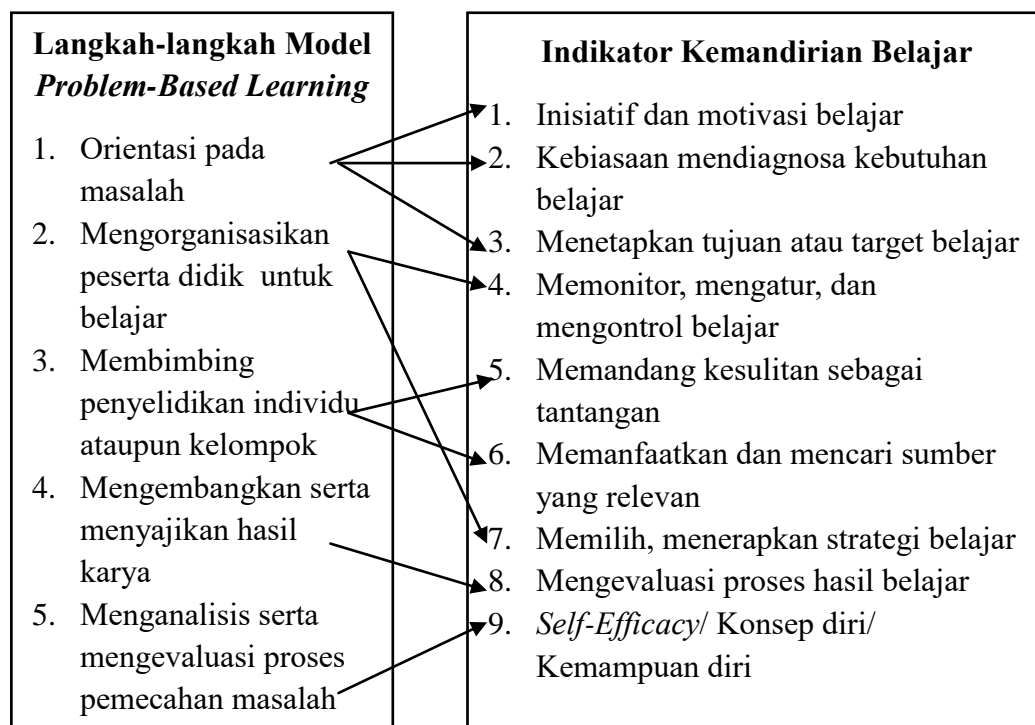 Langkah-langkah Model
Problem-Based Learning
1. Orientasi pada
masalah
2. Mengorganisasikan
peserta didik untuk
belajar
3. Membimbing
penyelidikan individu
ataupun kelompok
4. Mengembangkan serta
menyajikan hasil
karya
5. Menganalisis serta
mengevaluasi proses
pemecahan masalah
Indikator Kemandirian Belajar
1. Inisiatif dan motivasi belajar
2. Kebiasaan mendiagnosa kebutuhan
belajar
3. Menetapkan tujuan atau target belajar
4. Memonitor, mengatur, dan
mengontrol belajar
5. Memandang kesulitan sebagai
tantangan
6. Memanfaatkan dan mencari sumber
yang relevan
7. Memilih, menerapkan strategi belajar
8. Mengevaluasi proses hasil belajar
9. Self-Efficacy/ Konsep diri/
Kemampuan diri